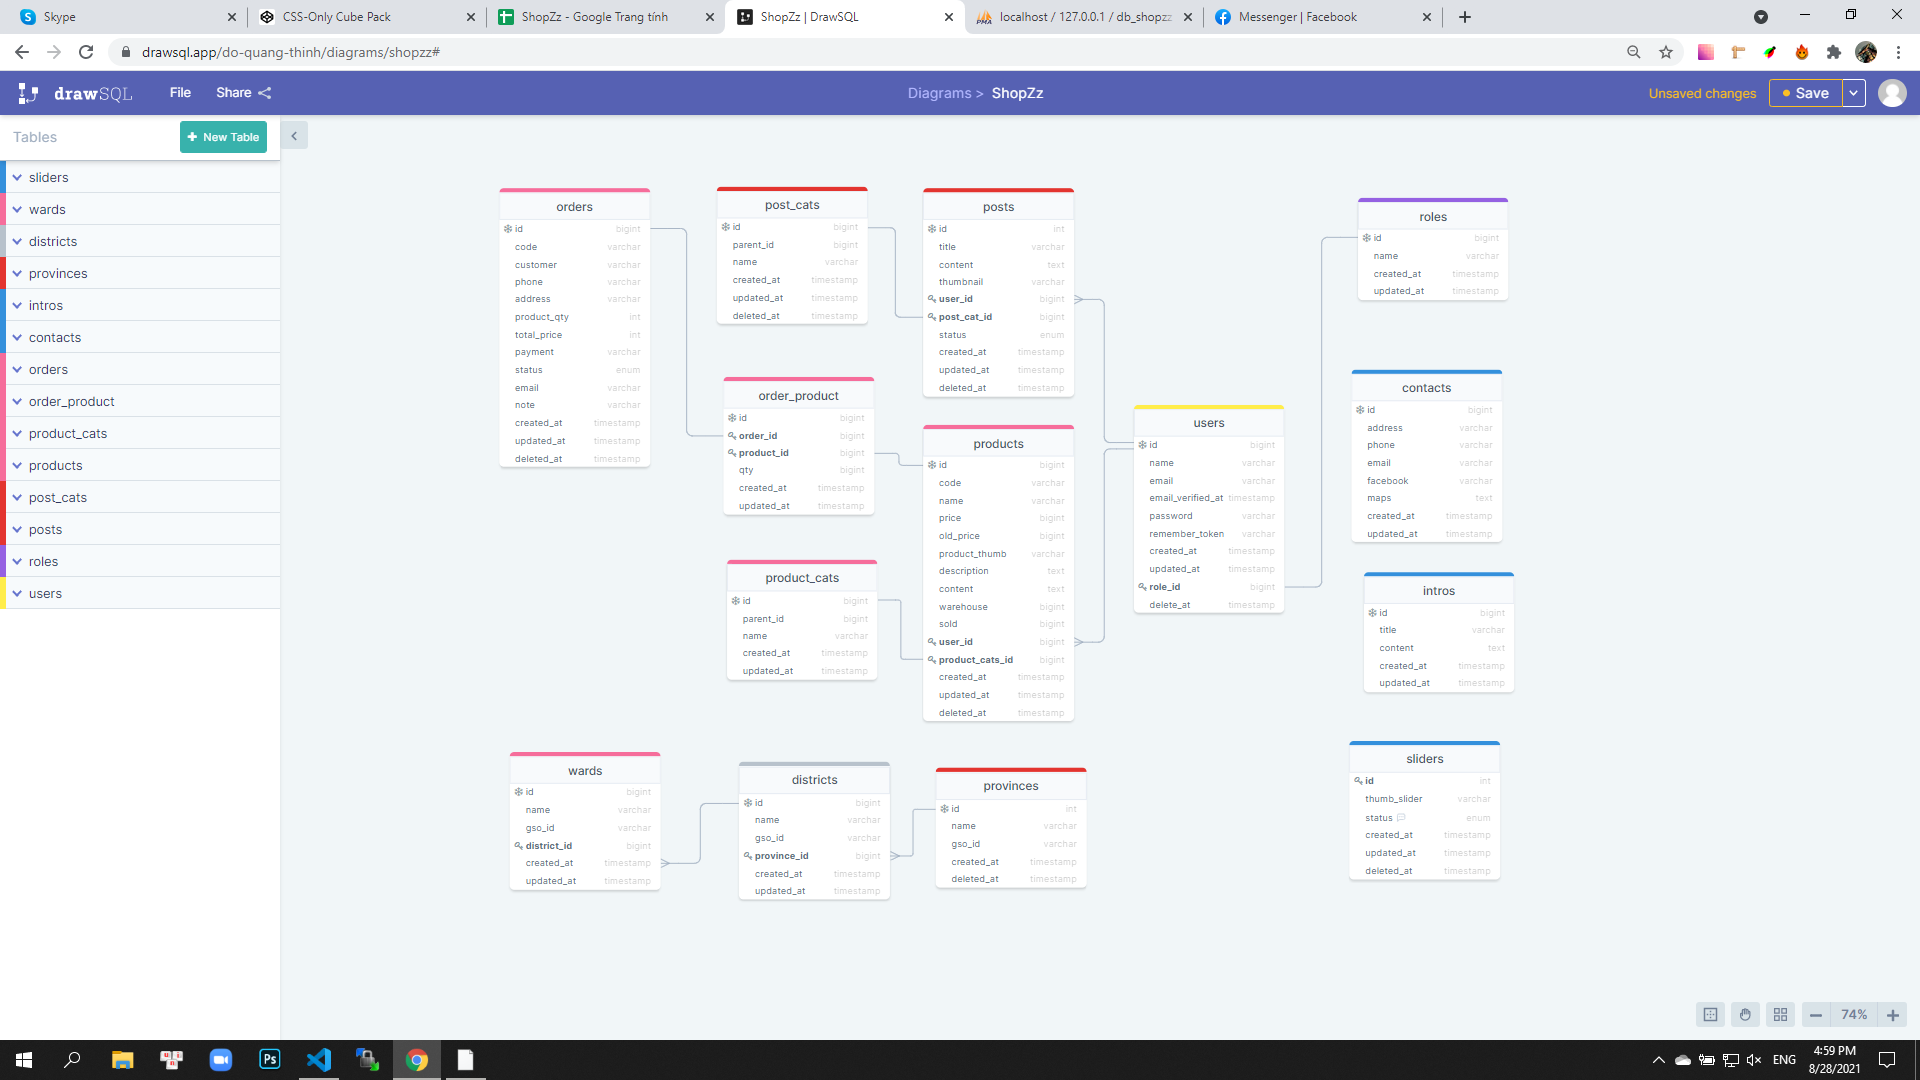 Skype
CSS-Only Cube Pack
ShopZz - Google Trang tính
ShopZz | DrawSQL
localhost / 127.0.0.1 / db_shopzz
Messenger | Facebook
drawsql.app/do-quang-thinh/diagrams/shopzz#
drawSQL
File
Share
Diagrams > ShopZz
Unsaved changes
Save
Tables
+ New Table
sliders
wards
districts
provinces
intros
contacts
orders
order_product
product_cats
products
post_cats
posts
roles
users
orders
id bigint
code varchar
customer varchar
phone varchar
address varchar
product_qty int
total_price int
payment varchar
status enum
email varchar
note varchar
created_at timestamp
updated_at timestamp
deleted_at timestamp
post_cats
id bigint
parent_id bigint
name varchar
created_at timestamp
updated_at timestamp
deleted_at timestamp
posts
id int
title varchar
content text
thumbnail varchar
user_id bigint
post_cat_id bigint
status enum
created_at timestamp
updated_at timestamp
deleted_at timestamp
roles
id bigint
name varchar
created_at timestamp
updated_at timestamp
order_product
id bigint
order_id bigint
product_id bigint
qty bigint
created_at timestamp
updated_at timestamp
products
id bigint
code varchar
name varchar
price bigint
old_price bigint
product_thumb varchar
description text
content text
warehouse bigint
sold bigint
user_id bigint
product_cats_id bigint
created_at timestamp
updated_at timestamp
deleted_at timestamp
users
id bigint
name varchar
email varchar
email_verified_at timestamp
password varchar
remember_token varchar
created_at timestamp
updated_at timestamp
role_id bigint
delete_at timestamp
contacts
id bigint
address varchar
phone varchar
email varchar
facebook varchar
maps text
created_at timestamp
updated_at timestamp
product_cats
id bigint
parent_id bigint
name varchar
created_at timestamp
updated_at timestamp
intros
id bigint
title varchar
content text
created_at timestamp
updated_at timestamp
wards
id bigint
name varchar
gso_id varchar
district_id bigint
created_at timestamp
updated_at timestamp
districts
id bigint
name varchar
gso_id varchar
province_id bigint
created_at timestamp
updated_at timestamp
provinces
id int
name varchar
gso_id varchar
created_at timestamp
deleted_at timestamp
sliders
id int
thumb_slider varchar
status enum
created_at timestamp
updated_at timestamp
deleted_at timestamp
74%
Ps
ENG
4:59 PM
8/28/2021